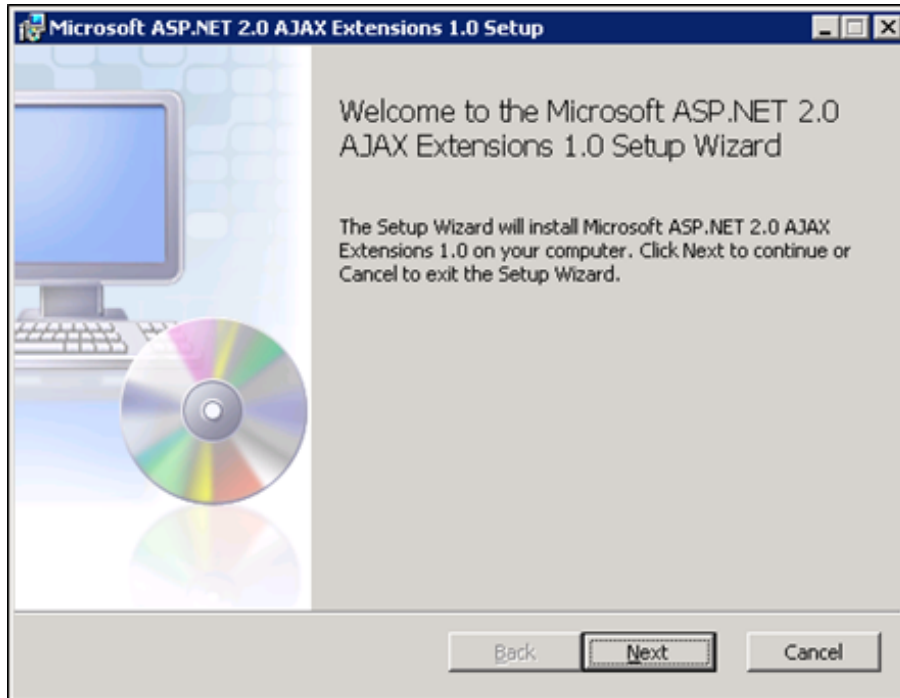 Microsoft ASP.NET 2.0 AJAX Extensions 1.0 Setup
Welcome to the Microsoft ASP.NET 2.0
AJAX Extensions 1.0 Setup Wizard
The Setup Wizard will install Microsoft ASP.NET 2.0 AJAX
Extensions 1.0 on your computer. Click Next to continue or
Cancel to exit the Setup Wizard.
Back Next Cancel